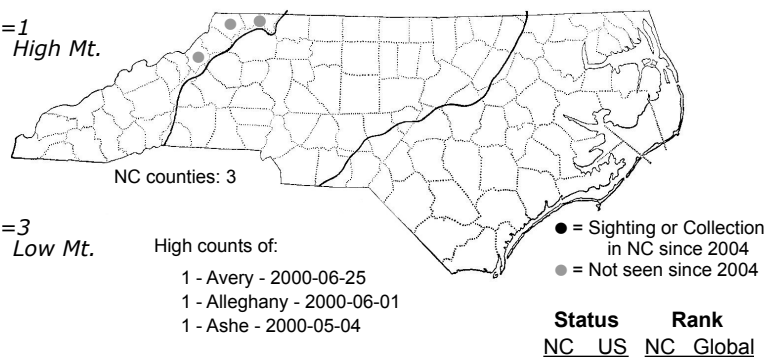 =1
High Mt.
NC counties: 3
=3
Low Mt.
High counts of:
1 - Avery - 2000-06-25
1 - Alleghany - 2000-06-01
1 - Ashe - 2000-05-04
● = Sighting or Collection
in NC since 2004
● = Not seen since 2004
Status Rank
NC US NC Global